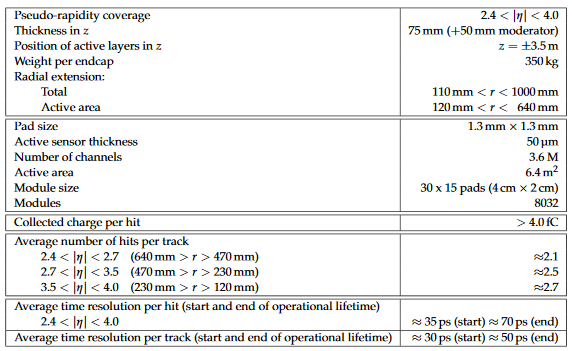 Pseudo-rapidity coverage 2.4 < |η| < 4.0
Thickness in z 75 mm (+50 mm moderator)
Position of active layers in z z = ±3.5 m
Weight per endcap 350 kg
Radial extension:
Total 110 mm < r < 1000 mm
Active area 120 mm < r < 640 mm
Pad size 1.3 mm × 1.3 mm
Active sensor thickness 50 µm
Number of channels 3.6 M
Active area 6.4 m²
Module size 30 x 15 pads (4 cm × 2 cm)
Modules 8032
Collected charge per hit > 4.0 fC
Average number of hits per track
2.4 < |η| < 2.7 (640 mm > r > 470 mm) ≈2.1
2.7 < |η| < 3.5 (470 mm > r > 230 mm) ≈2.5
3.5 < |η| < 4.0 (230 mm > r > 120 mm) ≈2.7
Average time resolution per hit (start and end of operational lifetime)
2.4 < |η| < 4.0 ≈ 35 ps (start) ≈ 70 ps (end)
Average time resolution per track (start and end of operational lifetime) ≈ 30 ps (start) ≈ 50 ps (end)